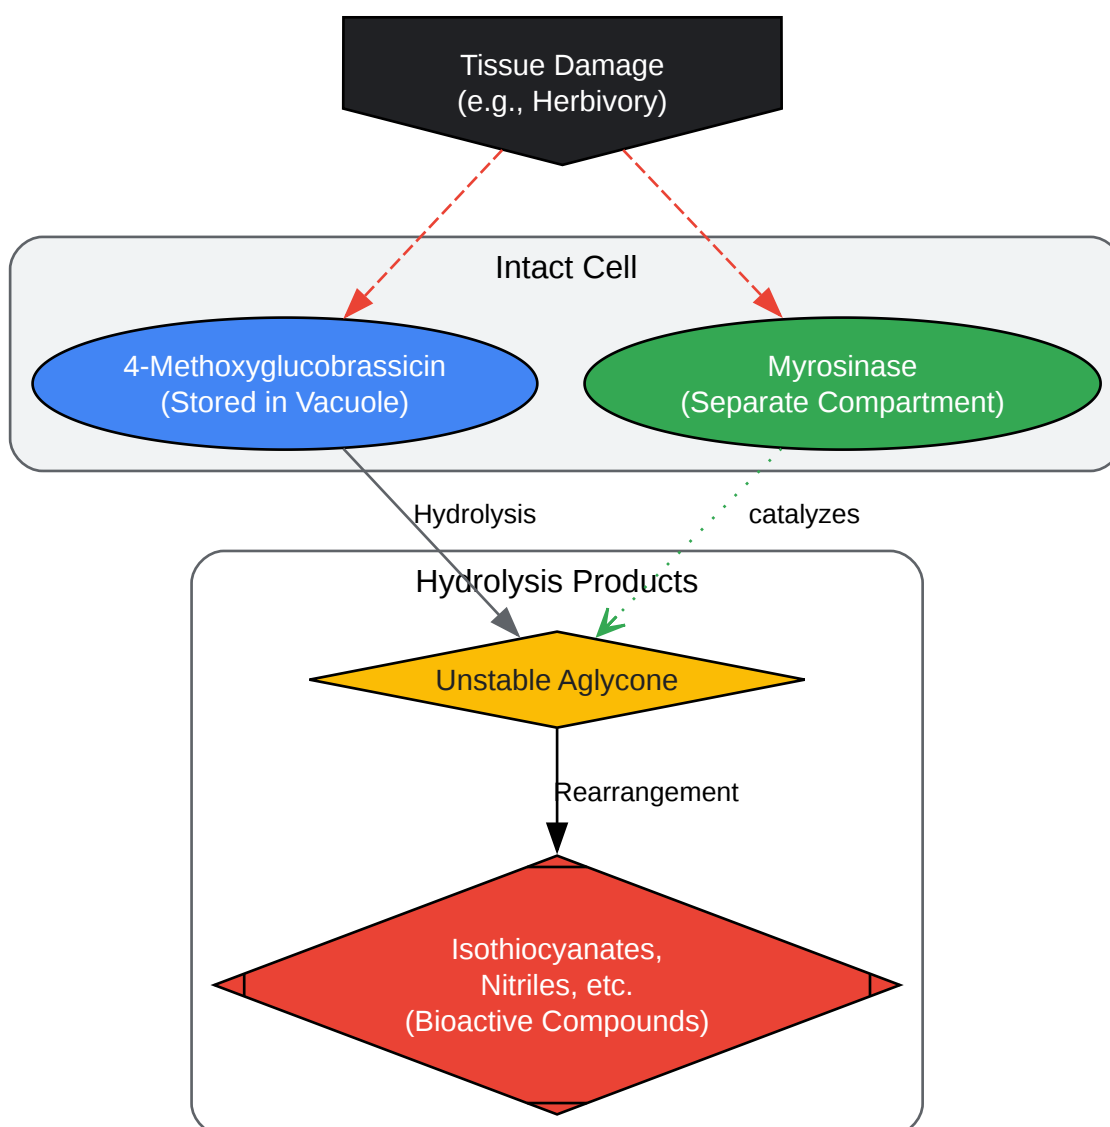 Tissue Damage
(e.g., Herbivory)
Intact Cell
4-Methoxyglucobrassicin
(Stored in Vacuole)
Myrosinase
(Separate Compartment)
Hydrolysis
catalyzes
Hydrolysis Products
Unstable Aglycone
Rearrangement
Isothiocyanates,
Nitriles, etc.
(Bioactive Compounds)